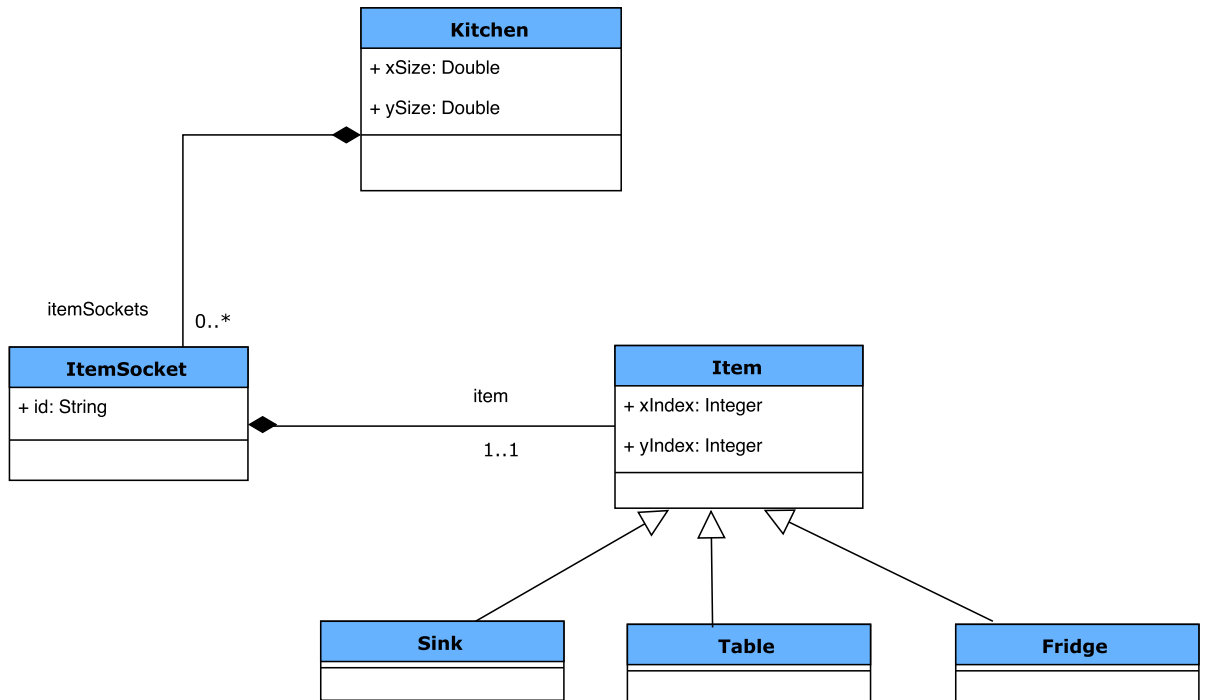 Kitchen
+ xSize: Double
+ ySize: Double
itemSockets
0..*
ItemSocket
+ id: String
item
1..1
Item
+ xIndex: Integer
+ yIndex: Integer
Sink
Table
Fridge